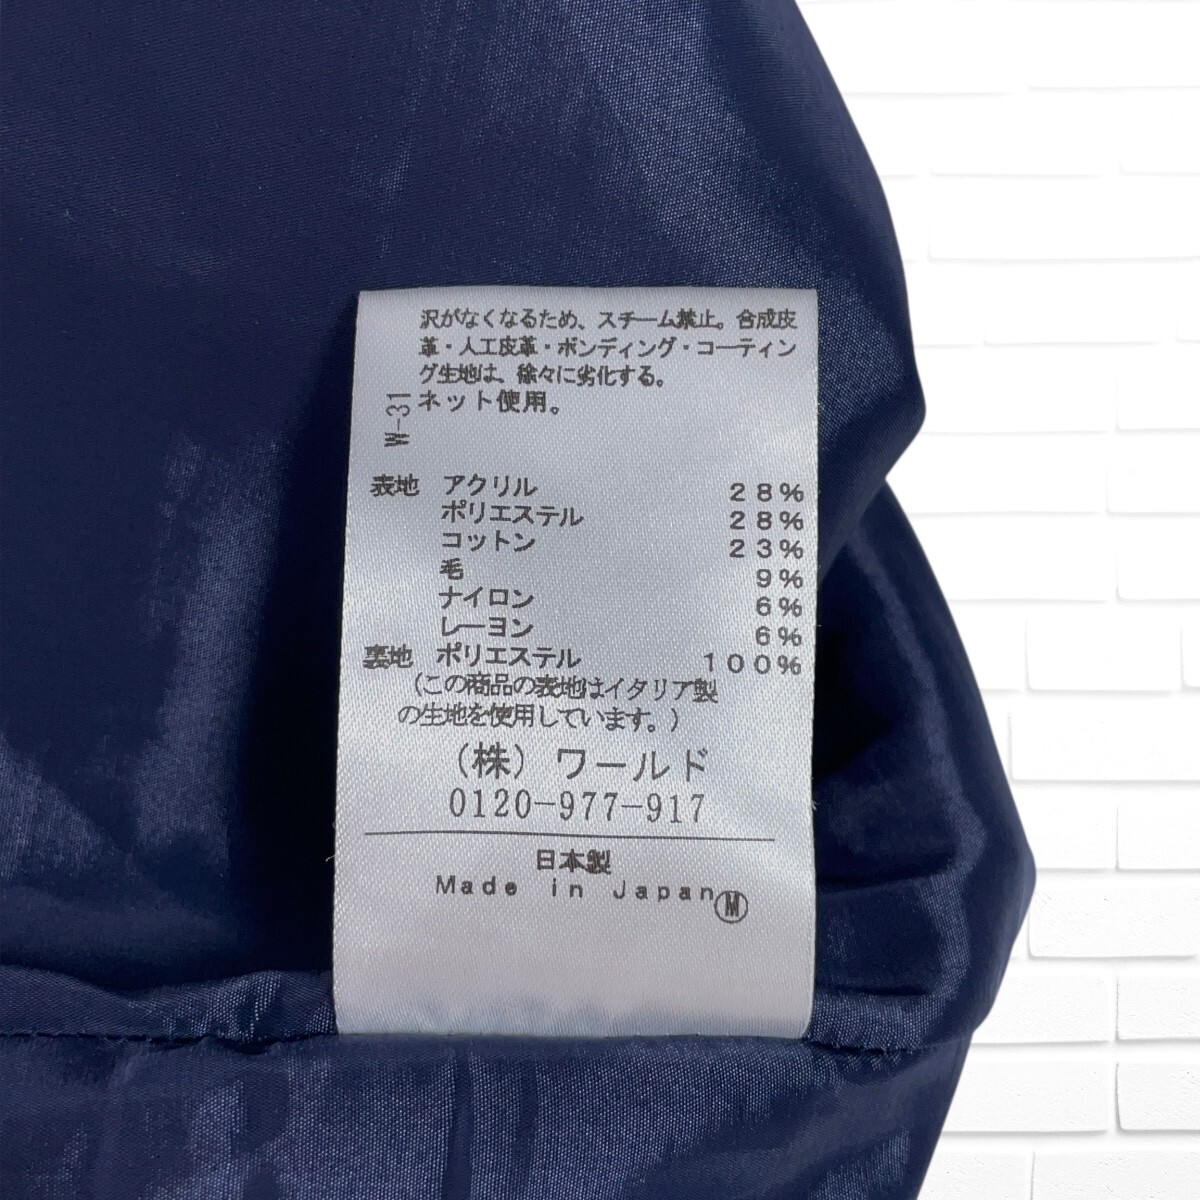 沢がなくなるため、スチーム禁止。合成皮
革・人工皮革・ボンディング・コーティン
グ生地は、徐々に劣化する。
ネット使用。
W-31
表地 アクリル 28%
ポリエステル 28%
コットン 23%
毛 9%
ナイロン 6%
レーヨン 6%
裏地 ポリエステル 100%
(この商品の表地はイタリア製
の生地を使用しています。)
(株) ワールド
0120-977-917
日本製
Made in Japan Ⓜ